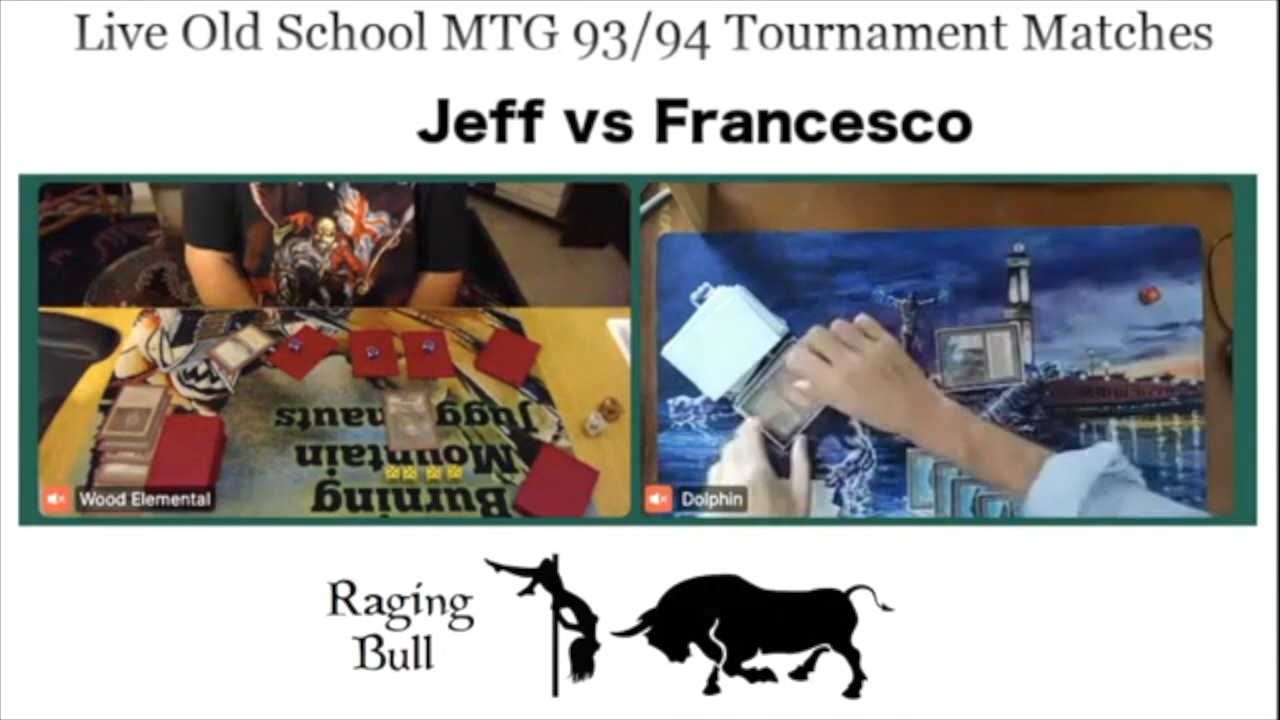 Live Old School MTG 93/94 Tournament Matches
Jeff vs Francesco
Juggernauts
Mountain
Burning
Wood Elemental
Dolphin
Raging
Bull